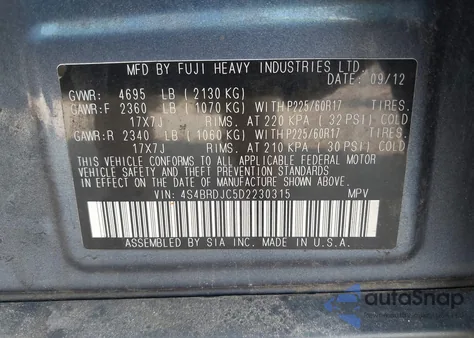 MFD BY FUJI HEAVY INDUSTRIES LTD.
DATE: 09/12
GVWR: 4695 LB ( 2130 KG)
GAWR:F 2360 LB ( 1070 KG) WITH P225/60R17 TIRES.
17X7J RIMS. AT 220 KPA ( 32 PSI) COLD
GAWR:R 2340 LB ( 1060 KG) WITH P225/60R17 TIRES.
17X7J RIMS. AT 210 KPA ( 30 PSI) COLD
THIS VEHICLE CONFORMS TO ALL APPLICABLE FEDERAL MOTOR
VEHICLE SAFETY AND THEFT PREVENTION STANDARDS
IN EFFECT ON THE DATE OF MANUFACTURE SHOWN ABOVE.
VIN: 4S4BRDJC5D2230315 MPV
ASSEMBLED BY SIA INC. MADE IN U.S.A.
autoSnap